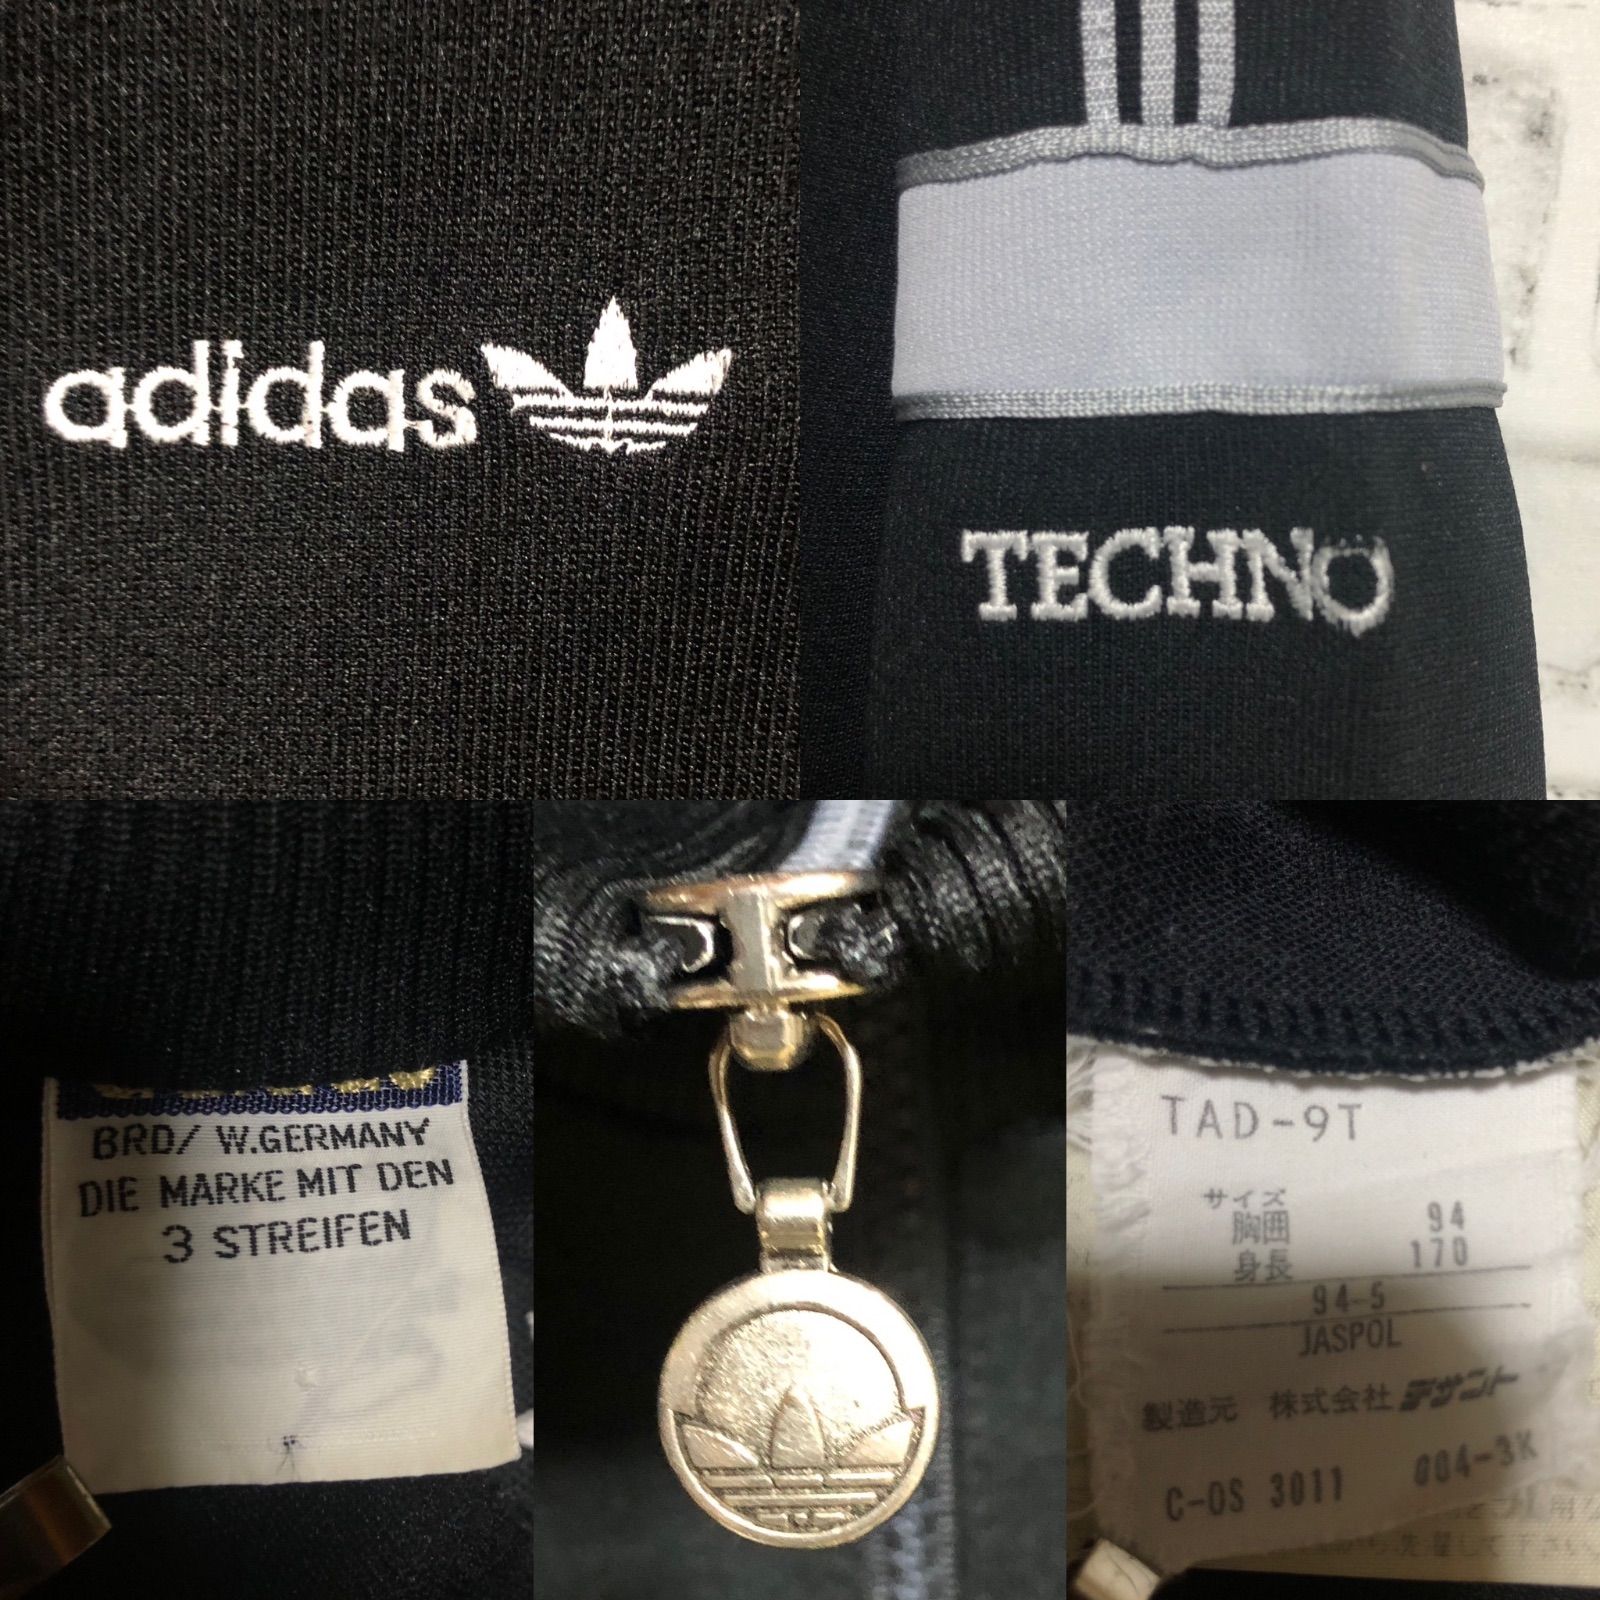 adidas
TECHNO
BRD/ W.GERMANY
DIE MARKE MIT DEN
3 STREIFEN
TAD-9T
サイズ
胸囲 94
身長 170
94-5
JASPOL
製造元 株式会社 デサント
C-OS 3011 004-3K